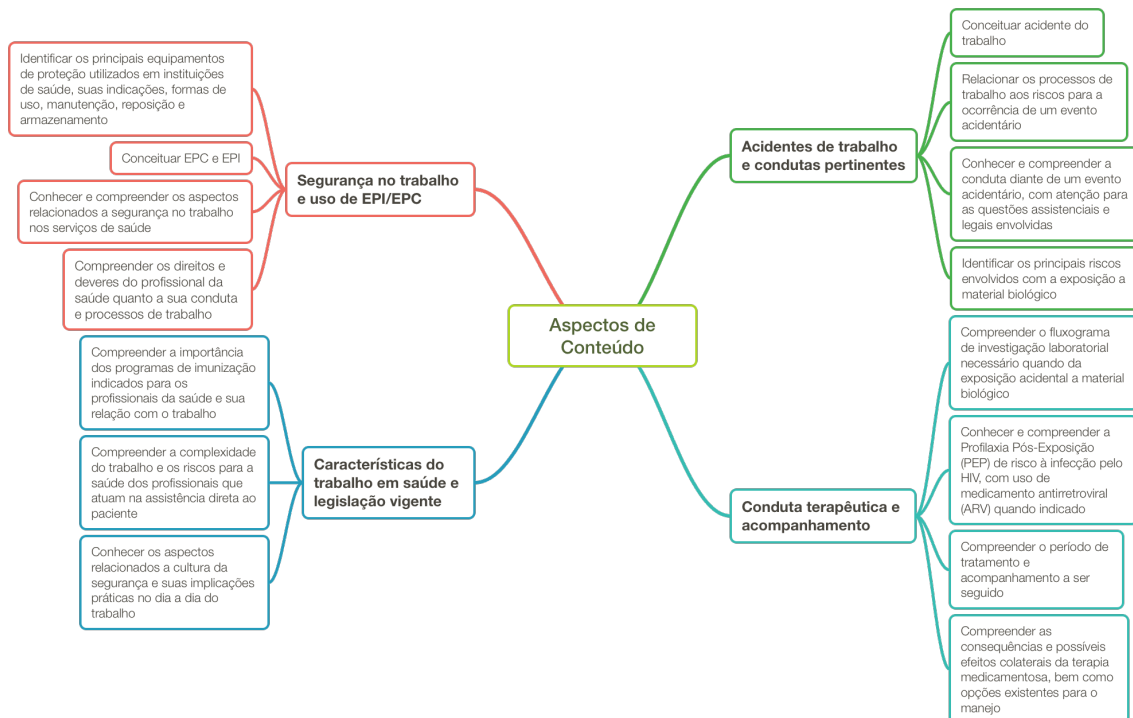 Identificar os principais equipamentos
de proteção utilizados em instituições
de saúde, suas indicações, formas de
uso, manutenção, reposição e
armazenamento
Conceituar EPC e EPI
Conhecer e compreender os aspectos
relacionados a segurança no trabalho
nos serviços de saúde
Compreender os direitos e
deveres do profissional da
saúde quanto a sua conduta
e processos de trabalho
Segurança no trabalho
e uso de EPI/EPC
Compreender a importância
dos programas de imunização
indicados para os
profissionais da saúde e sua
relação com o trabalho
Compreender a complexidade
do trabalho e os riscos para a
saúde dos profissionais que
atuam na assistência direta ao
paciente
Conhecer os aspectos
relacionados a cultura da
segurança e suas implicações
práticas no dia a dia do
trabalho
Características do
trabalho em saúde e
legislação vigente
Aspectos de
Conteúdo
Acidentes de trabalho
e condutas pertinentes
Conceituar acidente do
trabalho
Relacionar os processos de
trabalho aos riscos para a
ocorrência de um evento
acidentário
Conhecer e compreender a
conduta diante de um evento
acidentário, com atenção para
as questões assistenciais e
legais envolvidas
Identificar os principais riscos
envolvidos com a exposição a
material biológico
Conduta terapêutica e
acompanhamento
Compreender o fluxograma
de investigação laboratorial
necessário quando da
exposição acidental a material
biológico
Conhecer e compreender a
Profilaxia Pós-Exposição
(PEP) de risco à infecção pelo
HIV, com uso de
medicamento antirretroviral
(ARV) quando indicado
Compreender o período de
tratamento e
acompanhamento a ser
seguido
Compreender as
consequências e possíveis
efeitos colaterais da terapia
medicamentosa, bem como
opções existentes para o
manejo